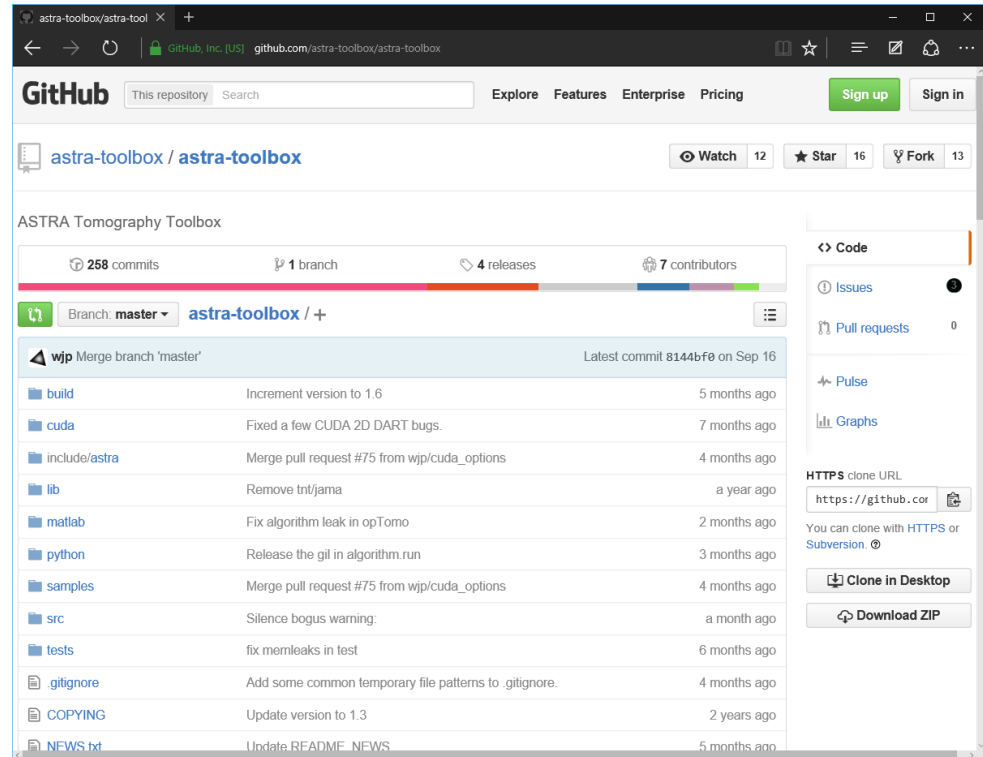 astra-toolbox/astra-tool
GitHub, Inc. [US] github.com/astra-toolbox/astra-toolbox
GitHub This repository Search Explore Features Enterprise Pricing Sign up Sign in
astra-toolbox / astra-toolbox Watch 12 Star 16 Fork 13
ASTRA Tomography Toolbox
258 commits 1 branch 4 releases 7 contributors
Branch: master astra-toolbox / +
wjp Merge branch 'master' Latest commit 8144bf0 on Sep 16
build Increment version to 1.6 5 months ago
cuda Fixed a few CUDA 2D DART bugs. 7 months ago
include/astra Merge pull request #75 from wjp/cuda_options 4 months ago
lib Remove tnt/jama a year ago
matlab Fix algorithm leak in opTomo 2 months ago
python Release the gil in algorithm.run 3 months ago
samples Merge pull request #75 from wjp/cuda_options 4 months ago
src Silence bogus warning: a month ago
tests fix memleaks in test 6 months ago
.gitignore Add some common temporary file patterns to .gitignore. 4 months ago
COPYING Update version to 1.3 2 years ago
NEWS.txt Update README, NEWS 5 months ago
Code
Issues 3
Pull requests 0
Pulse
Graphs
HTTPS clone URL
https://github.com
You can clone with HTTPS or
Subversion.
Clone in Desktop
Download ZIP